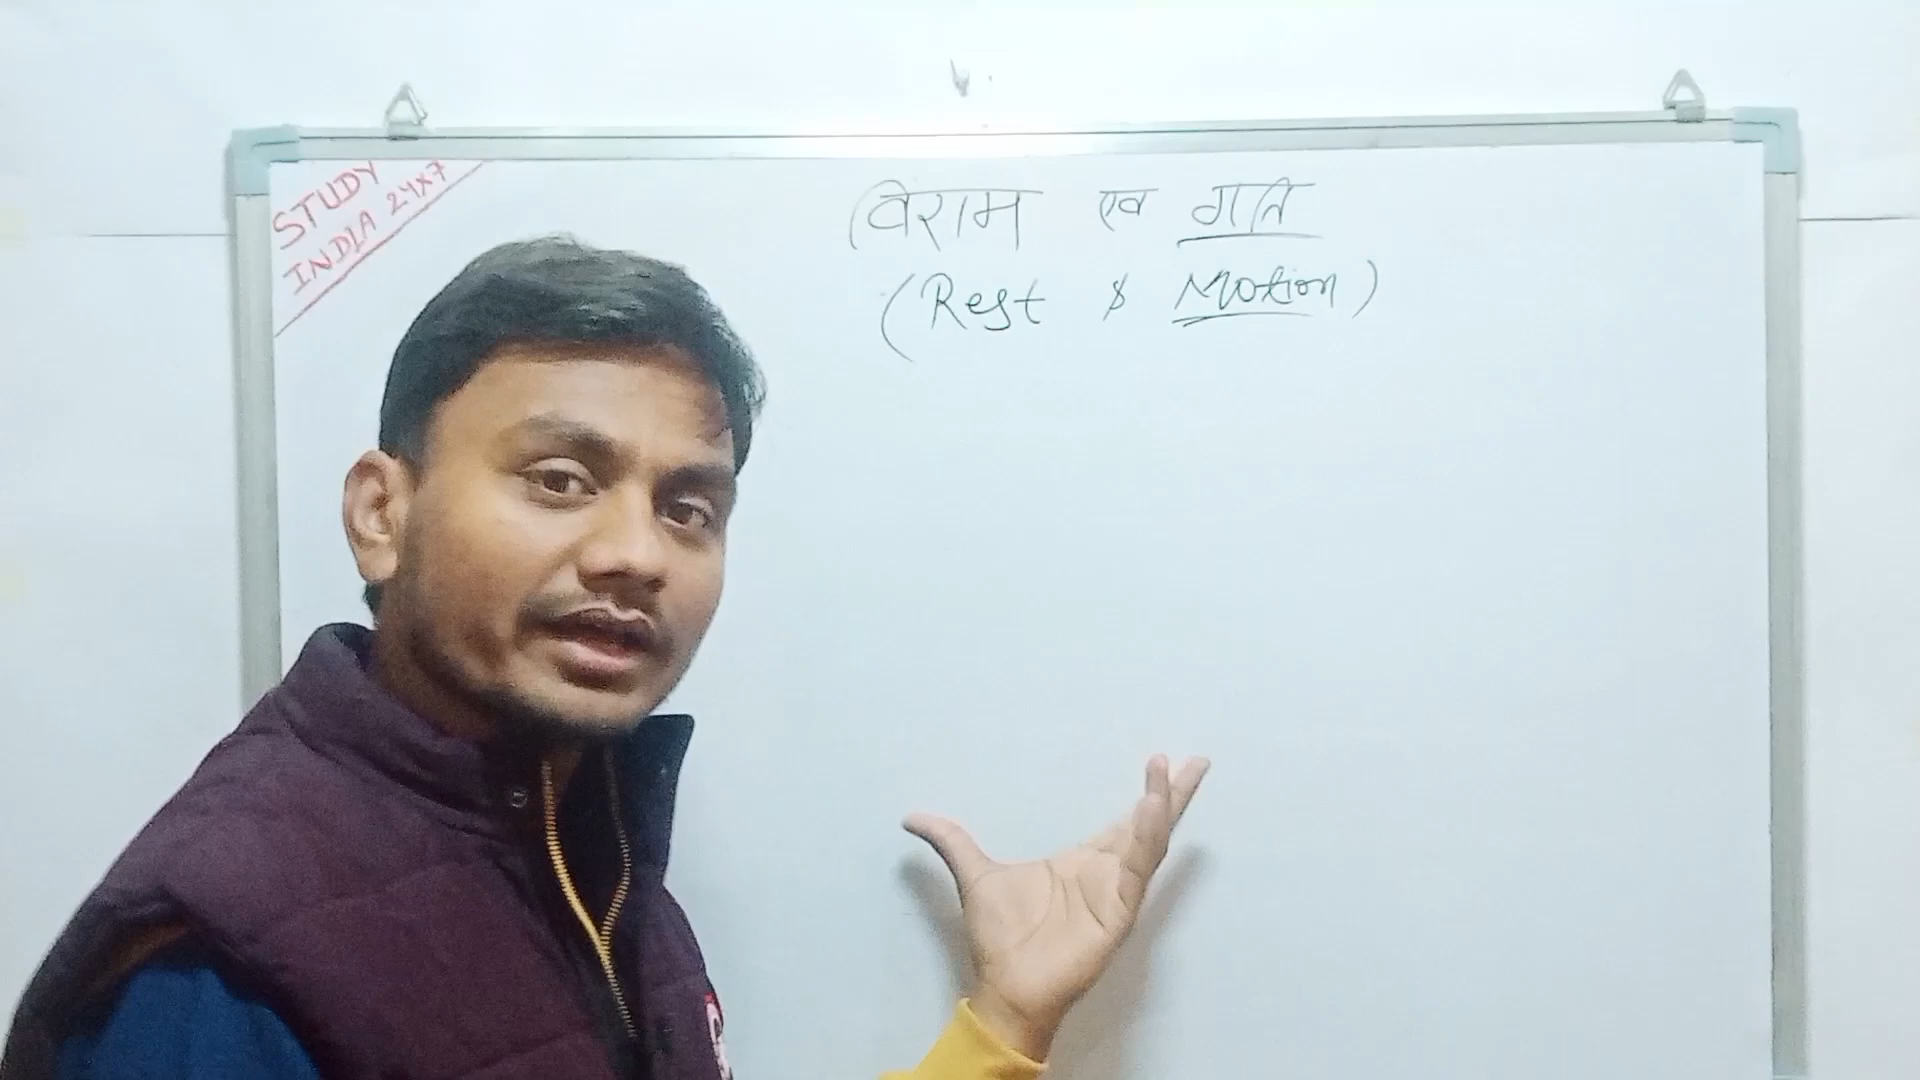 STUDY
INDIA 24x7
विराम एव गति
(Rest & Motion)